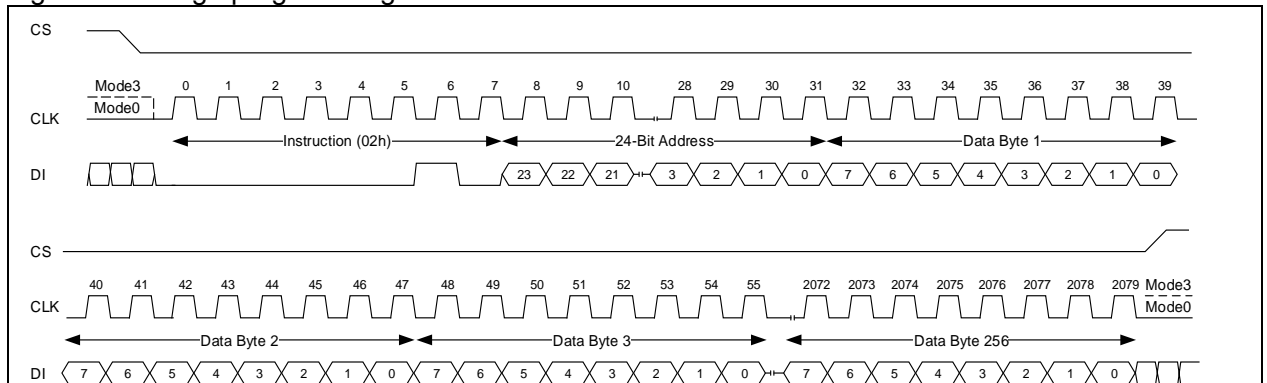 CS
Mode3 0 1 2 3 4 5 6 7 8 9 10 28 29 30 31 32 33 34 35 36 37 38 39
Mode0
CLK
Instruction (02h) 24-Bit Address Data Byte 1
DI 23 22 21 3 2 1 0 7 6 5 4 3 2 1 0
CS
40 41 42 43 44 45 46 47 48 49 50 51 52 53 54 55 2072 2073 2074 2075 2076 2077 2078 2079 Mode3
CLK Mode0
Data Byte 2 Data Byte 3 Data Byte 256
DI 7 6 5 4 3 2 1 0 7 6 5 4 3 2 1 0 7 6 5 4 3 2 1 0